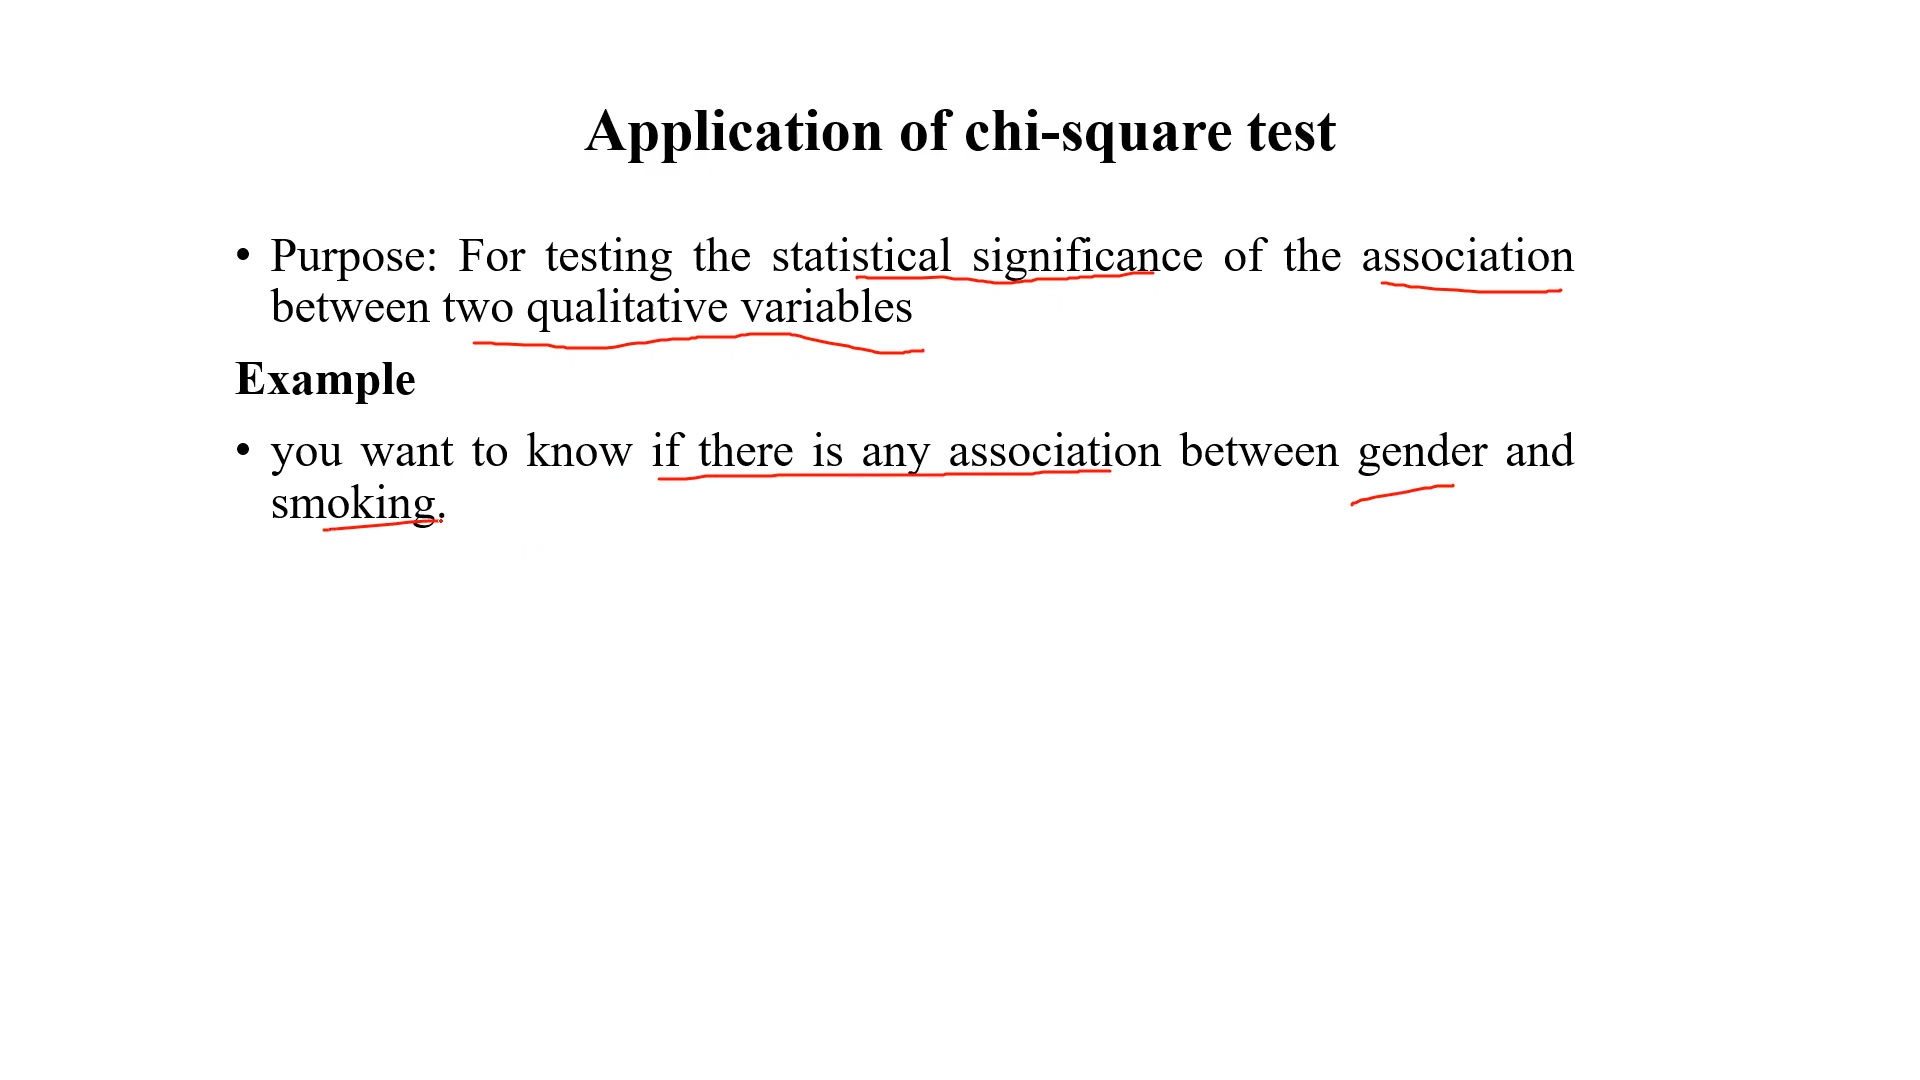 Application of chi-square test
• Purpose: For testing the statistical significance of the association
between two qualitative variables
Example
• you want to know if there is any association between gender and
smoking.